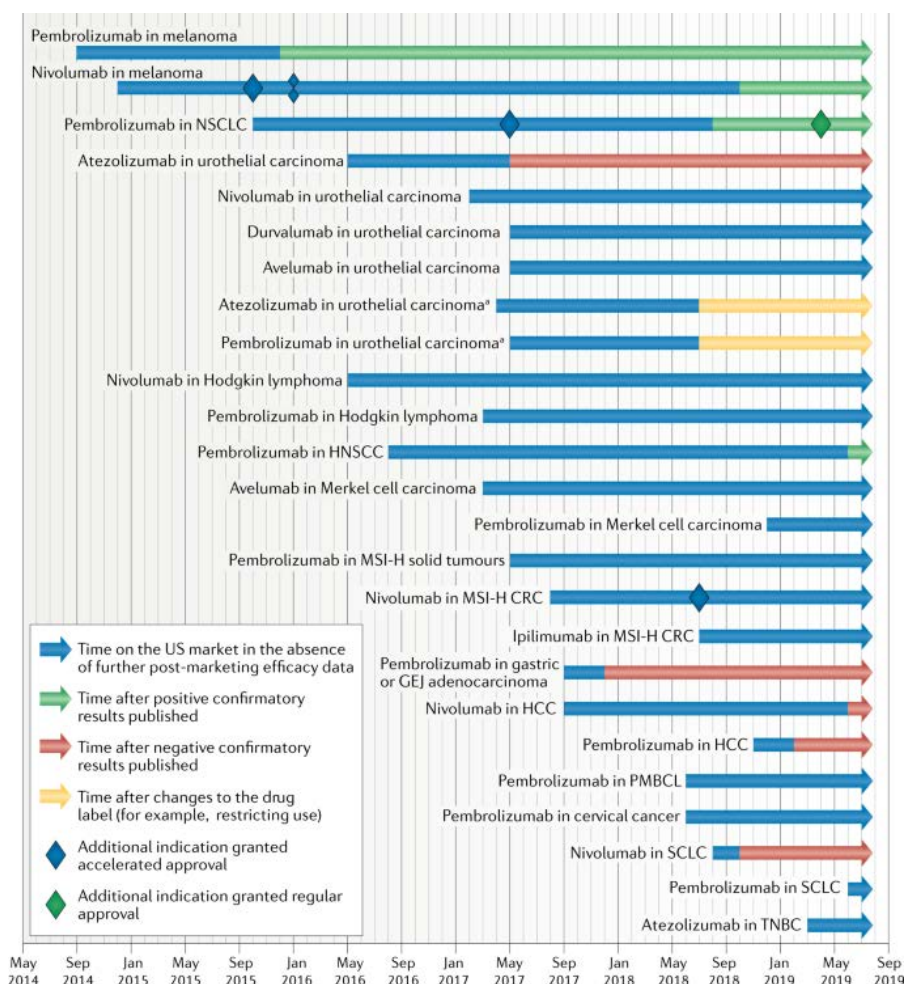 Pembrolizumab in melanoma
Nivolumab in melanoma
Pembrolizumab in NSCLC
Atezolizumab in urothelial carcinoma
Nivolumab in urothelial carcinoma
Durvalumab in urothelial carcinoma
Avelumab in urothelial carcinoma
Atezolizumab in urothelial carcinomaᵃ
Pembrolizumab in urothelial carcinomaᵃ
Nivolumab in Hodgkin lymphoma
Pembrolizumab in Hodgkin lymphoma
Pembrolizumab in HNSCC
Avelumab in Merkel cell carcinoma
Pembrolizumab in Merkel cell carcinoma
Pembrolizumab in MSI-H solid tumours
Nivolumab in MSI-H CRC
Ipilimumab in MSI-H CRC
Pembrolizumab in gastric
or GEJ adenocarcinoma
Nivolumab in HCC
Pembrolizumab in HCC
Pembrolizumab in PMBCL
Pembrolizumab in cervical cancer
Nivolumab in SCLC
Pembrolizumab in SCLC
Atezolizumab in TNBC
Time on the US market in the absence
of further post-marketing efficacy data
Time after positive confirmatory
results published
Time after negative confirmatory
results published
Time after changes to the drug
label (for example, restricting use)
Additional indication granted
accelerated approval
Additional indication granted regular
approval
May Sep Jan May Sep Jan May Sep Jan May Sep Jan May Sep Jan May Sep
2014 2014 2015 2015 2015 2016 2016 2016 2017 2017 2017 2018 2018 2018 2019 2019 2019